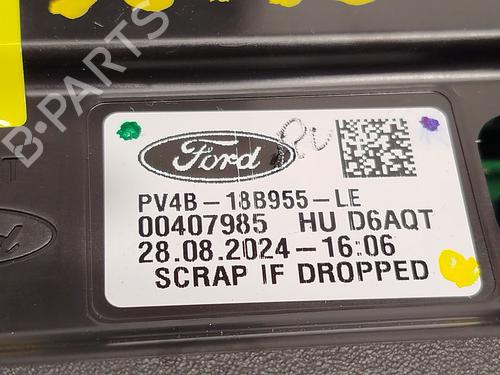 B-PARTS
Ford
PV4B-18B955-LE
00407985 HU D6AQT
28.08.2024-16:06
SCRAP IF DROPPED